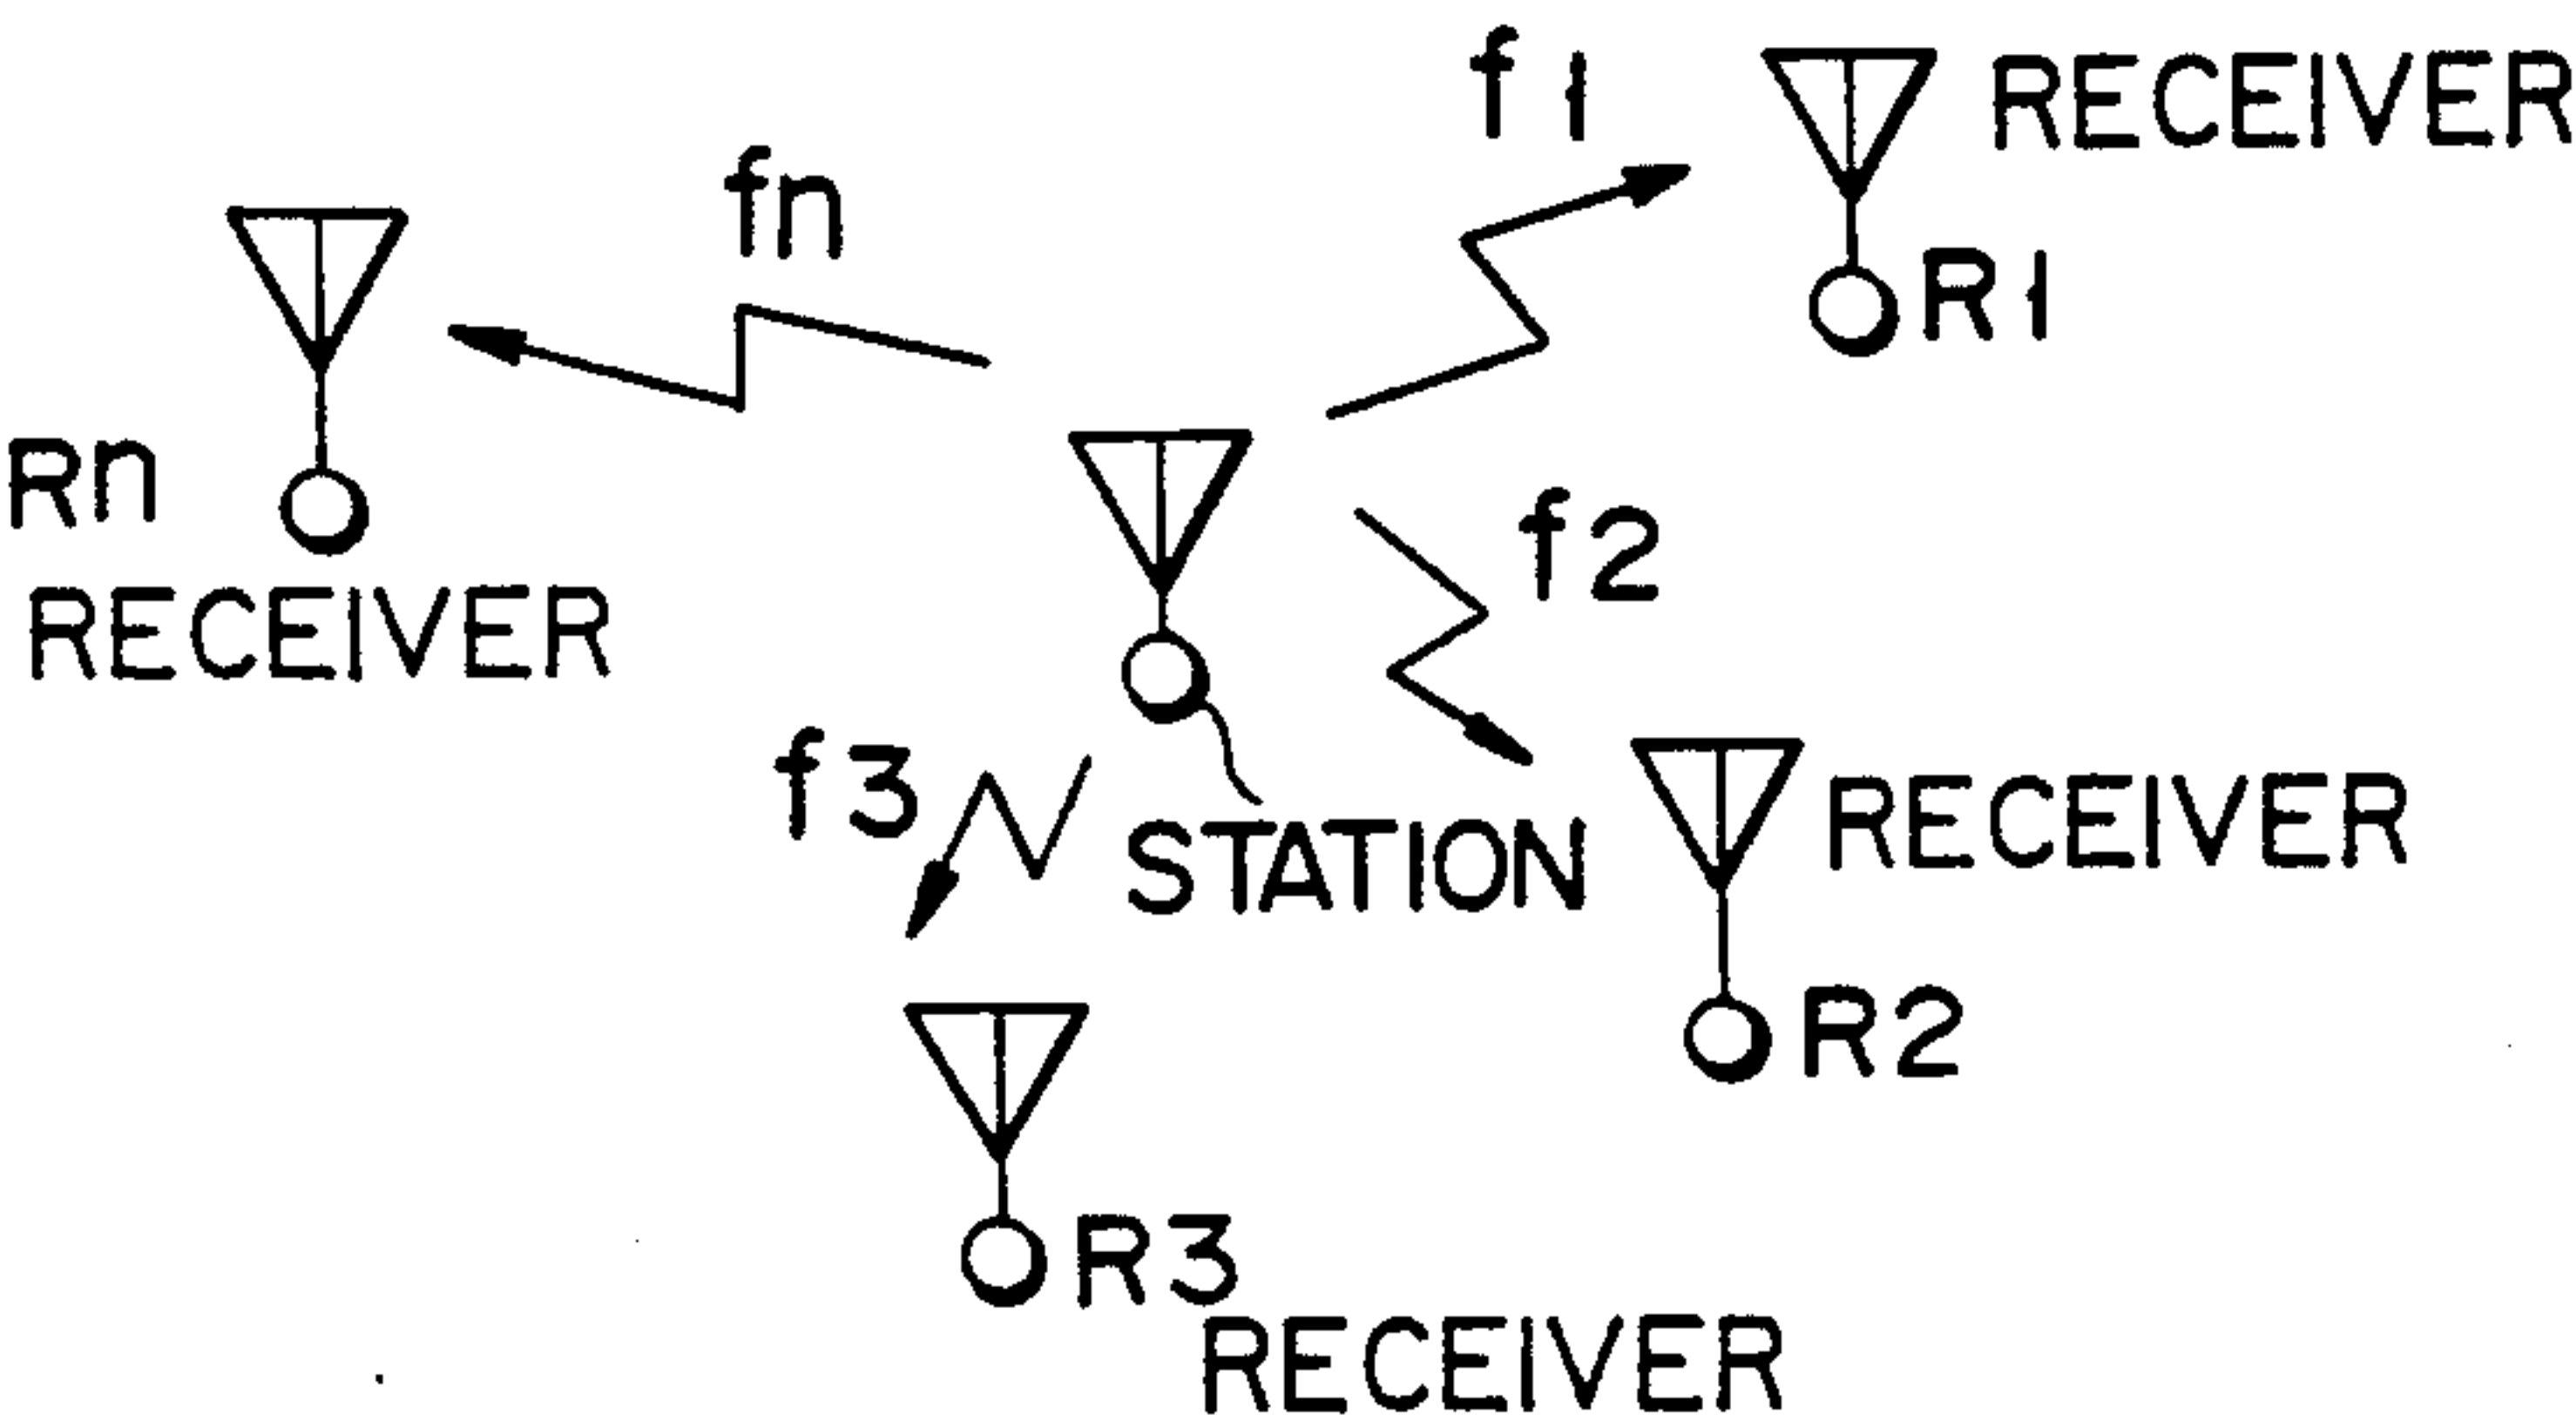 f1
RECEIVER
fn
R1
Rn
f2
RECEIVER
f3
STATION
RECEIVER
R2
R3
RECEIVER